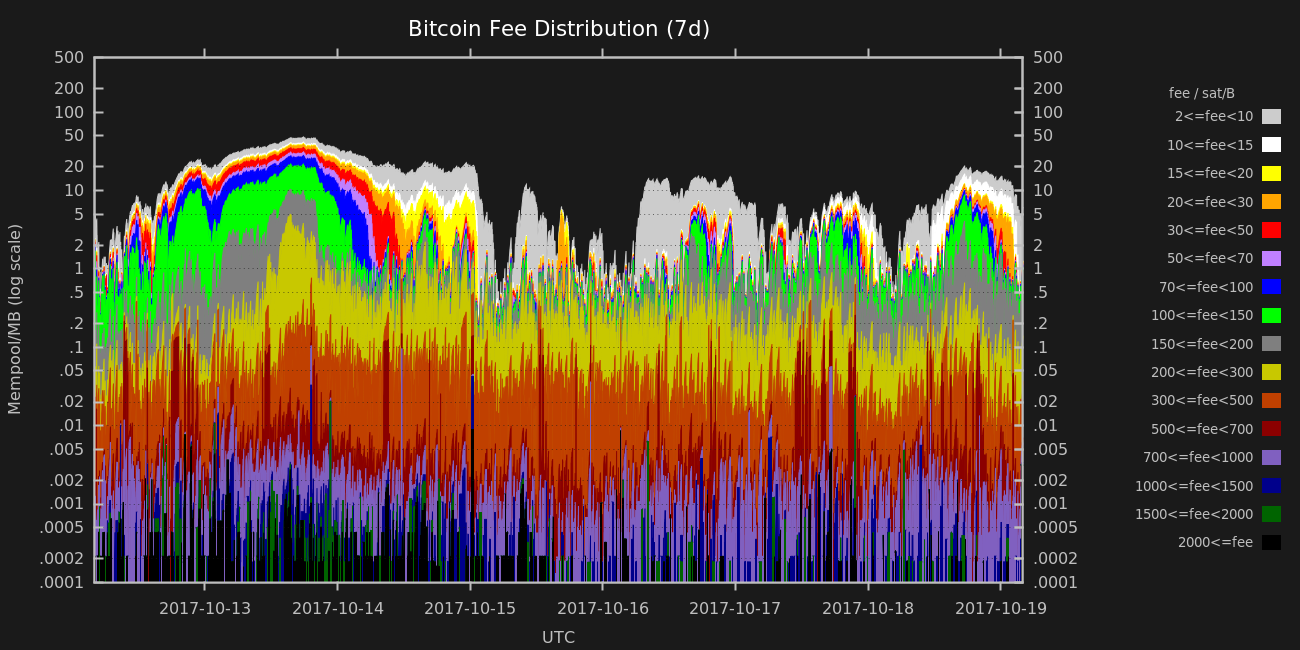 Bitcoin Fee Distribution (7d)
Mempool/MB (log scale)
500
200
100
50
20
10
5
2
1
.5
.2
.1
.05
.02
.01
.005
.002
.001
.0005
.0002
.0001
500
200
100
50
20
10
5
2
1
.5
.2
.1
.05
.02
.01
.005
.002
.001
.0005
.0002
.0001
2017-10-13 2017-10-14 2017-10-15 2017-10-16 2017-10-17 2017-10-18 2017-10-19
UTC
fee / sat/B
2<=fee<10
10<=fee<15
15<=fee<20
20<=fee<30
30<=fee<50
50<=fee<70
70<=fee<100
100<=fee<150
150<=fee<200
200<=fee<300
300<=fee<500
500<=fee<700
700<=fee<1000
1000<=fee<1500
1500<=fee<2000
2000<=fee